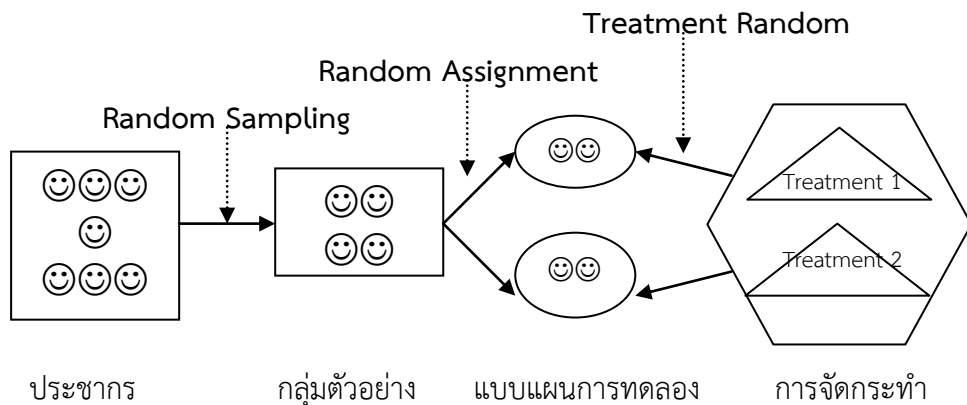 Treatment Random
Random Assignment
Random Sampling
Treatment 1
Treatment 2
ประชากร
กลุ่มตัวอย่าง
แบบแผนการทดลอง
การจัดกระทำ